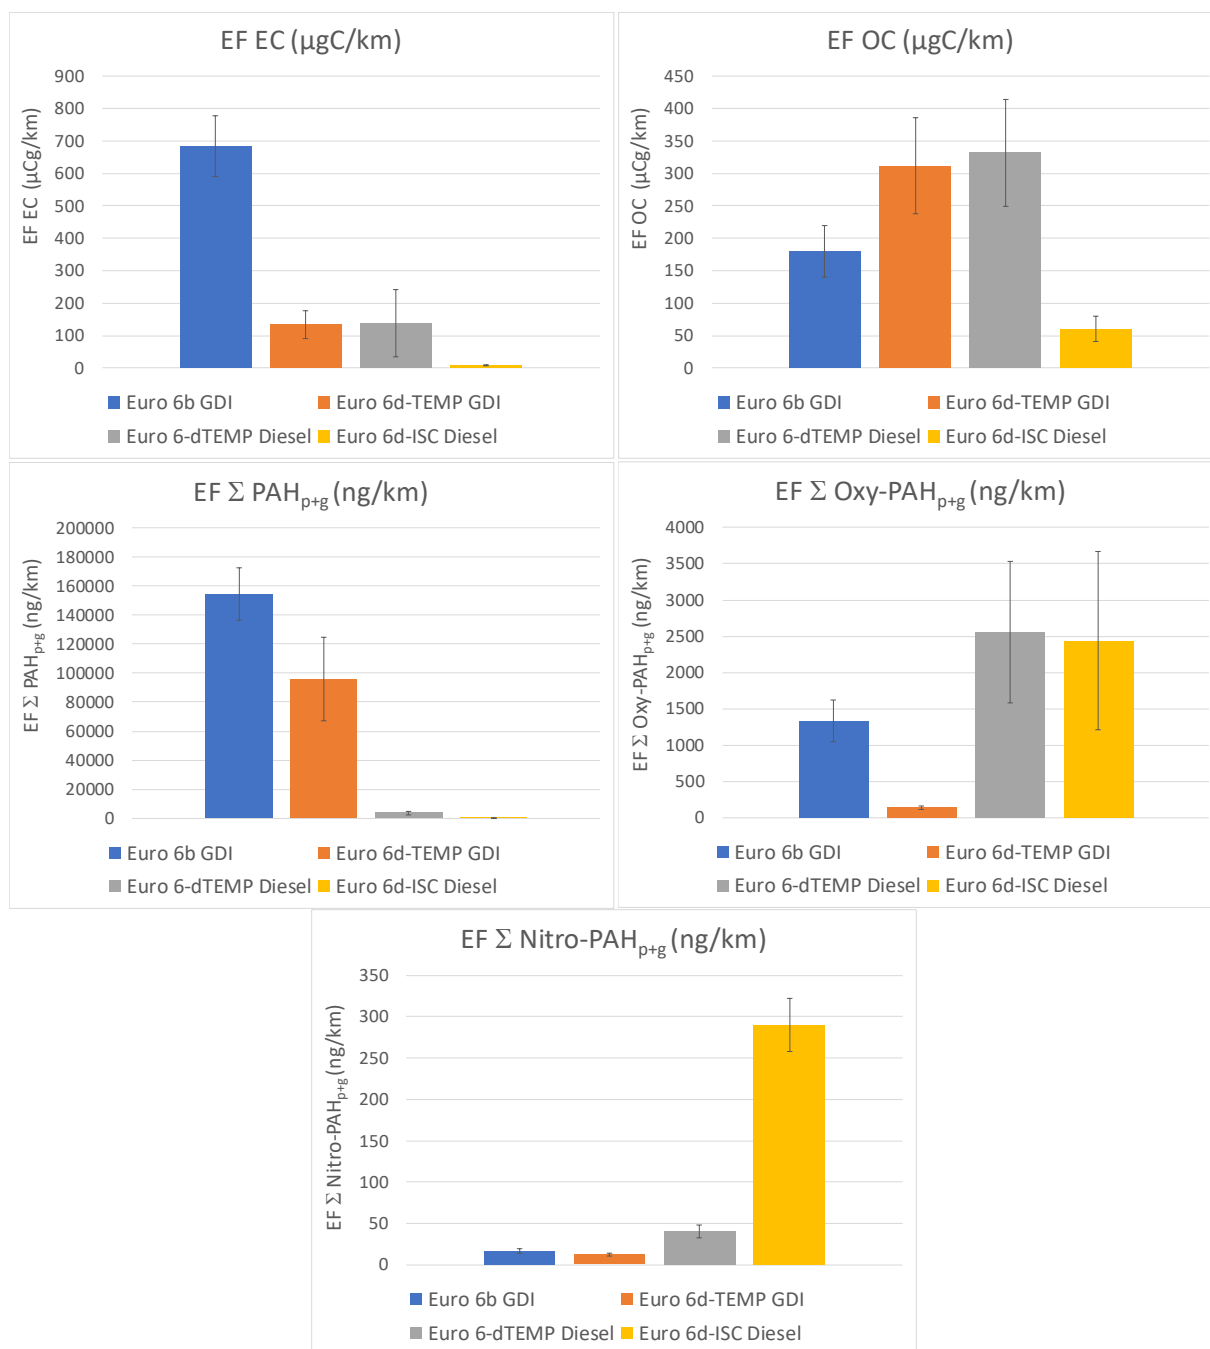 EF EC (µgC/km)
EF EC (µCg/km)
900
800
700
600
500
400
300
200
100
0
Euro 6b GDI
Euro 6d-TEMP GDI
Euro 6-dTEMP Diesel
Euro 6d-ISC Diesel
EF OC (µgC/km)
EF OC (µCg/km)
450
400
350
300
250
200
150
100
50
0
Euro 6b GDI
Euro 6d-TEMP GDI
Euro 6-dTEMP Diesel
Euro 6d-ISC Diesel
EF Σ PAHp+g (ng/km)
EF Σ PAHp+g (ng/km)
200000
180000
160000
140000
120000
100000
80000
60000
40000
20000
0
Euro 6b GDI
Euro 6d-TEMP GDI
Euro 6-dTEMP Diesel
Euro 6d-ISC Diesel
EF Σ Oxy-PAHp+g (ng/km)
EF Σ Oxy-PAHp+g (ng/km)
4000
3500
3000
2500
2000
1500
1000
500
0
Euro 6b GDI
Euro 6d-TEMP GDI
Euro 6-dTEMP Diesel
Euro 6d-ISC Diesel
EF Σ Nitro-PAHp+g (ng/km)
EF Σ Nitro-PAHp+g (ng/km)
350
300
250
200
150
100
50
0
Euro 6b GDI
Euro 6d-TEMP GDI
Euro 6-dTEMP Diesel
Euro 6d-ISC Diesel